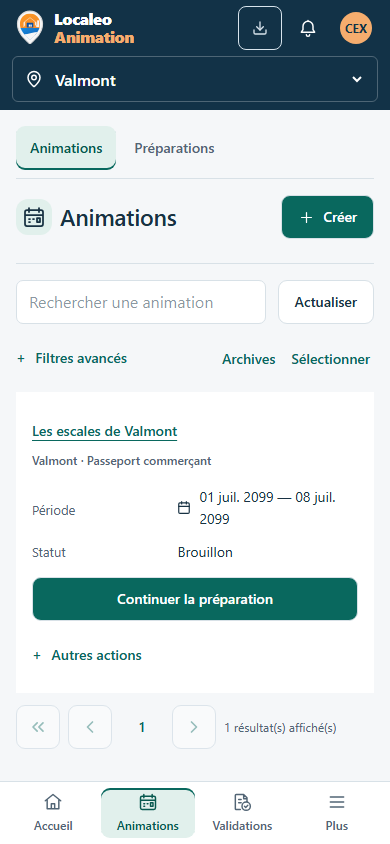 Localeo
Animation
CEX
Valmont
Animations
Préparations
Animations
+ Créer
Rechercher une animation
Actualiser
+ Filtres avancés
Archives
Sélectionner
Les escales de Valmont
Valmont · Passeport commerçant
Période
01 juil. 2099 — 08 juil.
2099
Statut
Brouillon
Continuer la préparation
+ Autres actions
1
1 résultat(s) affiché(s)
Accueil
Animations
Validations
Plus